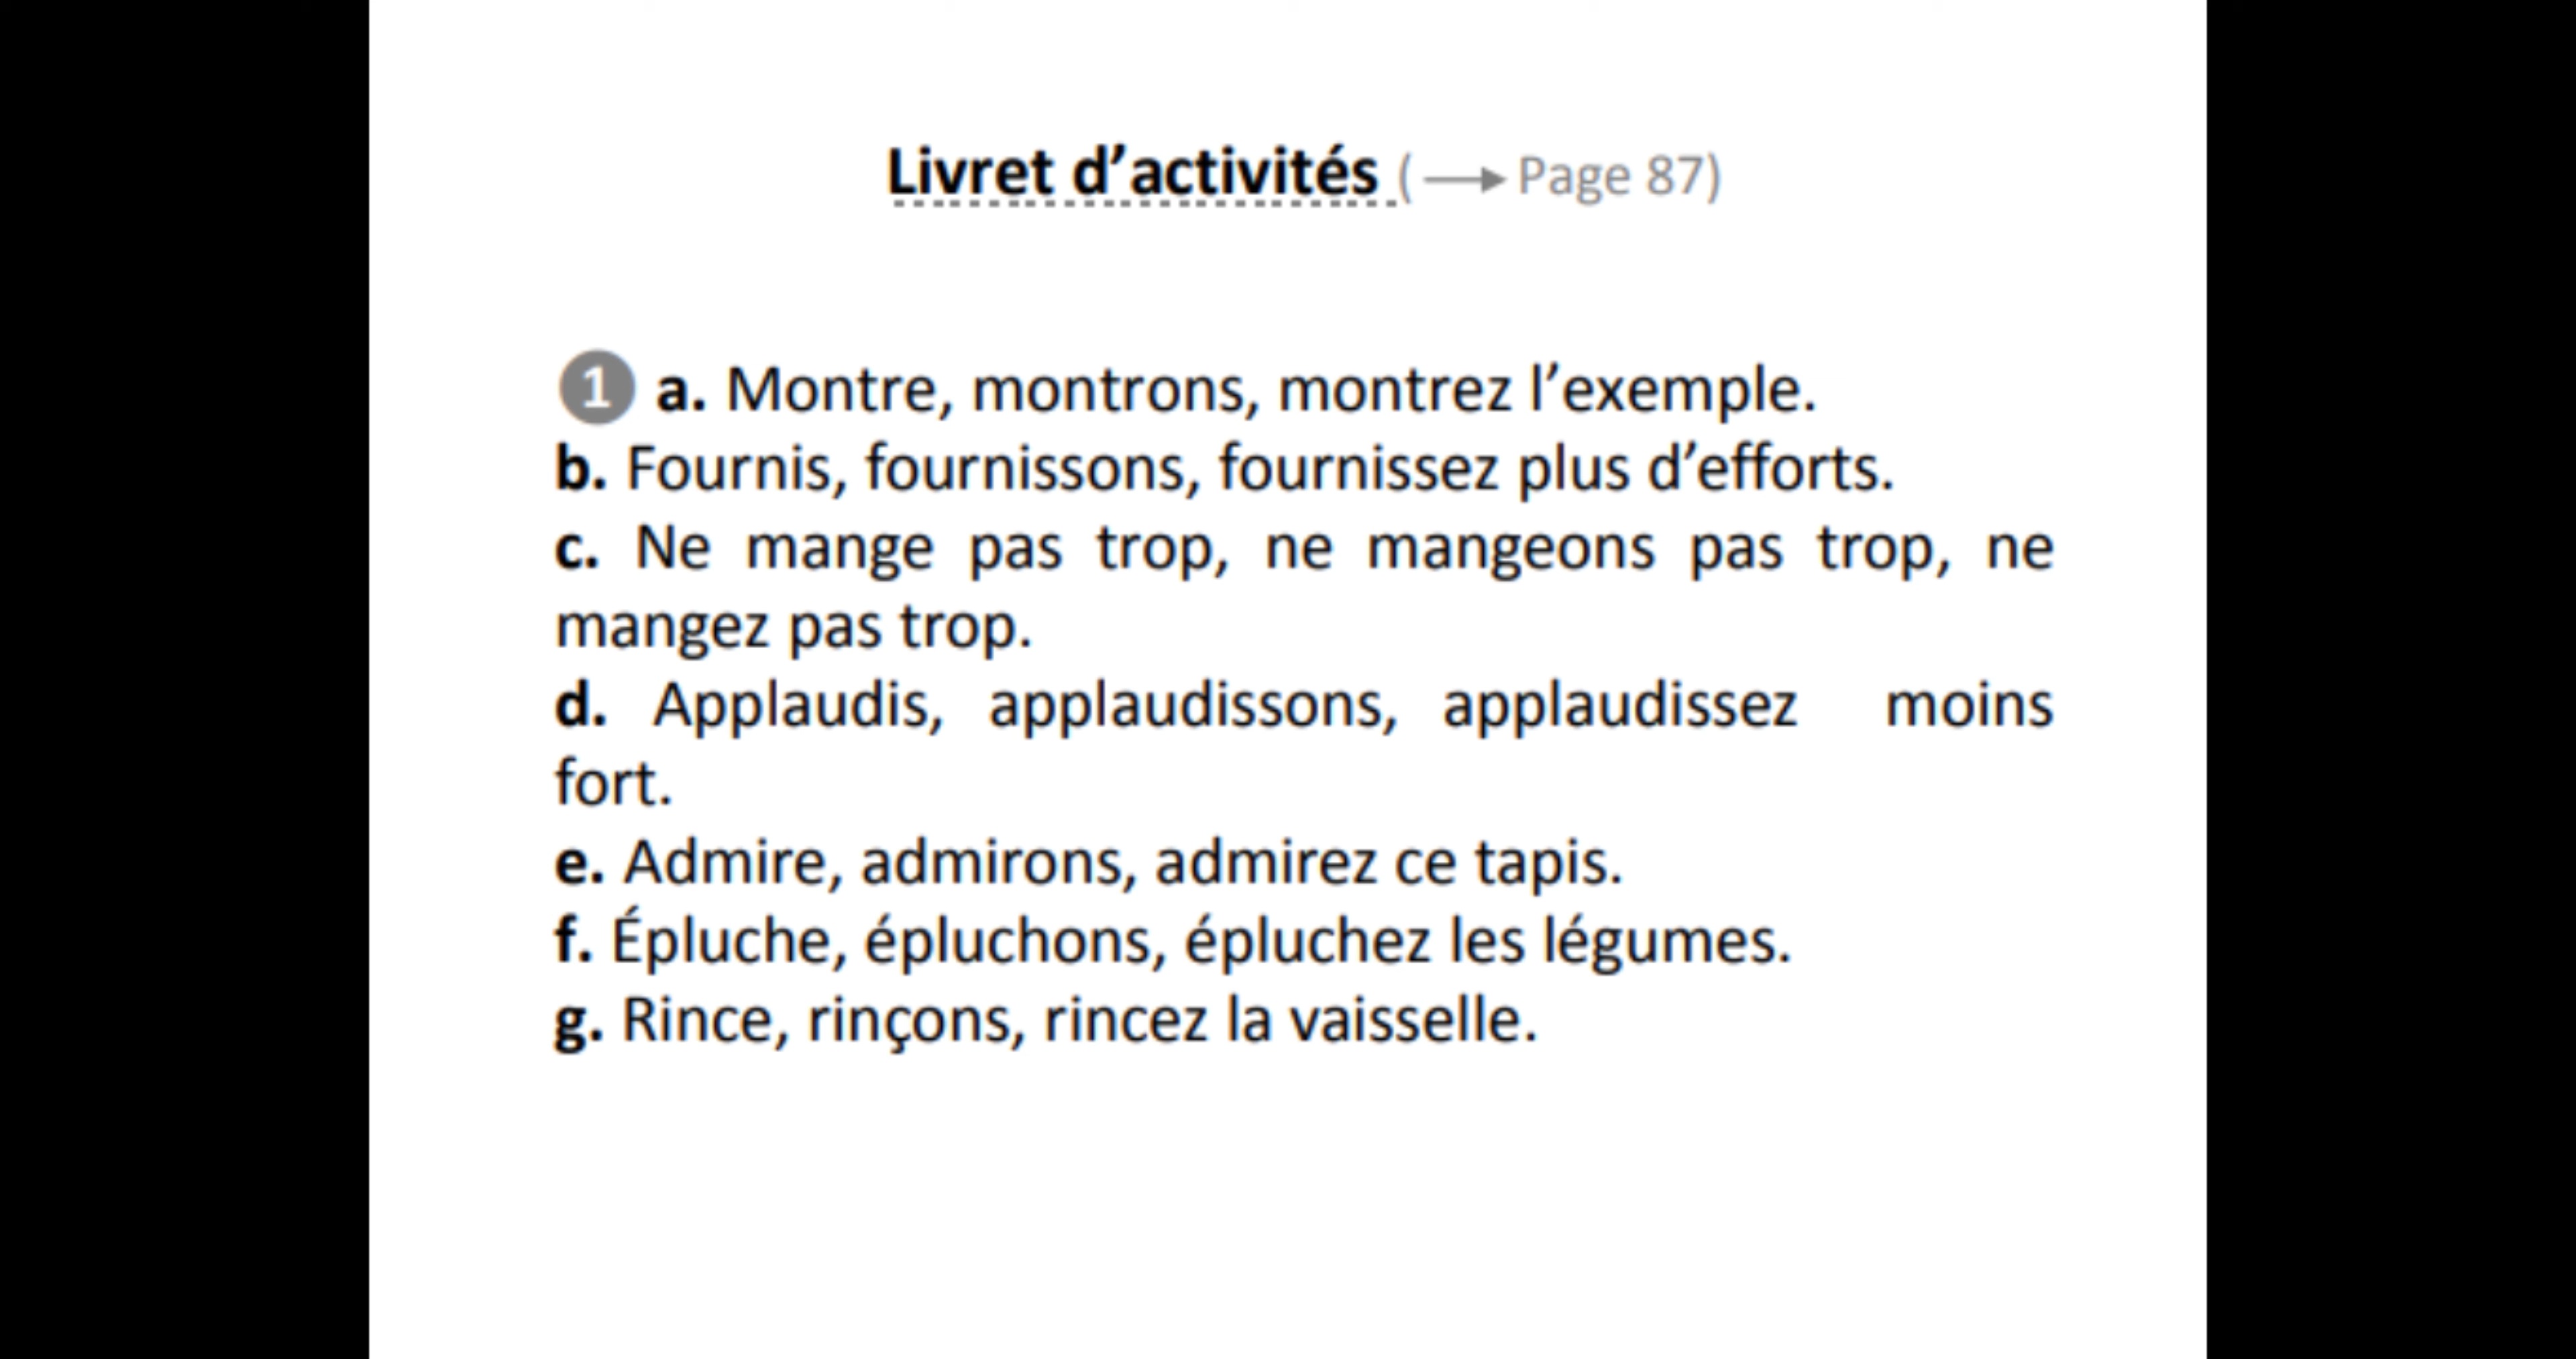 Livret d’activités ( → Page 87)
1 a. Montre, montrons, montrez l’exemple.
b. Fournis, fournissons, fournissez plus d’efforts.
c. Ne mange pas trop, ne mangeons pas trop, ne
mangez pas trop.
d. Applaudis, applaudissons, applaudissez moins
fort.
e. Admire, admirons, admirez ce tapis.
f. Épluche, épluchons, épluchez les légumes.
g. Rince, rinçons, rincez la vaisselle.